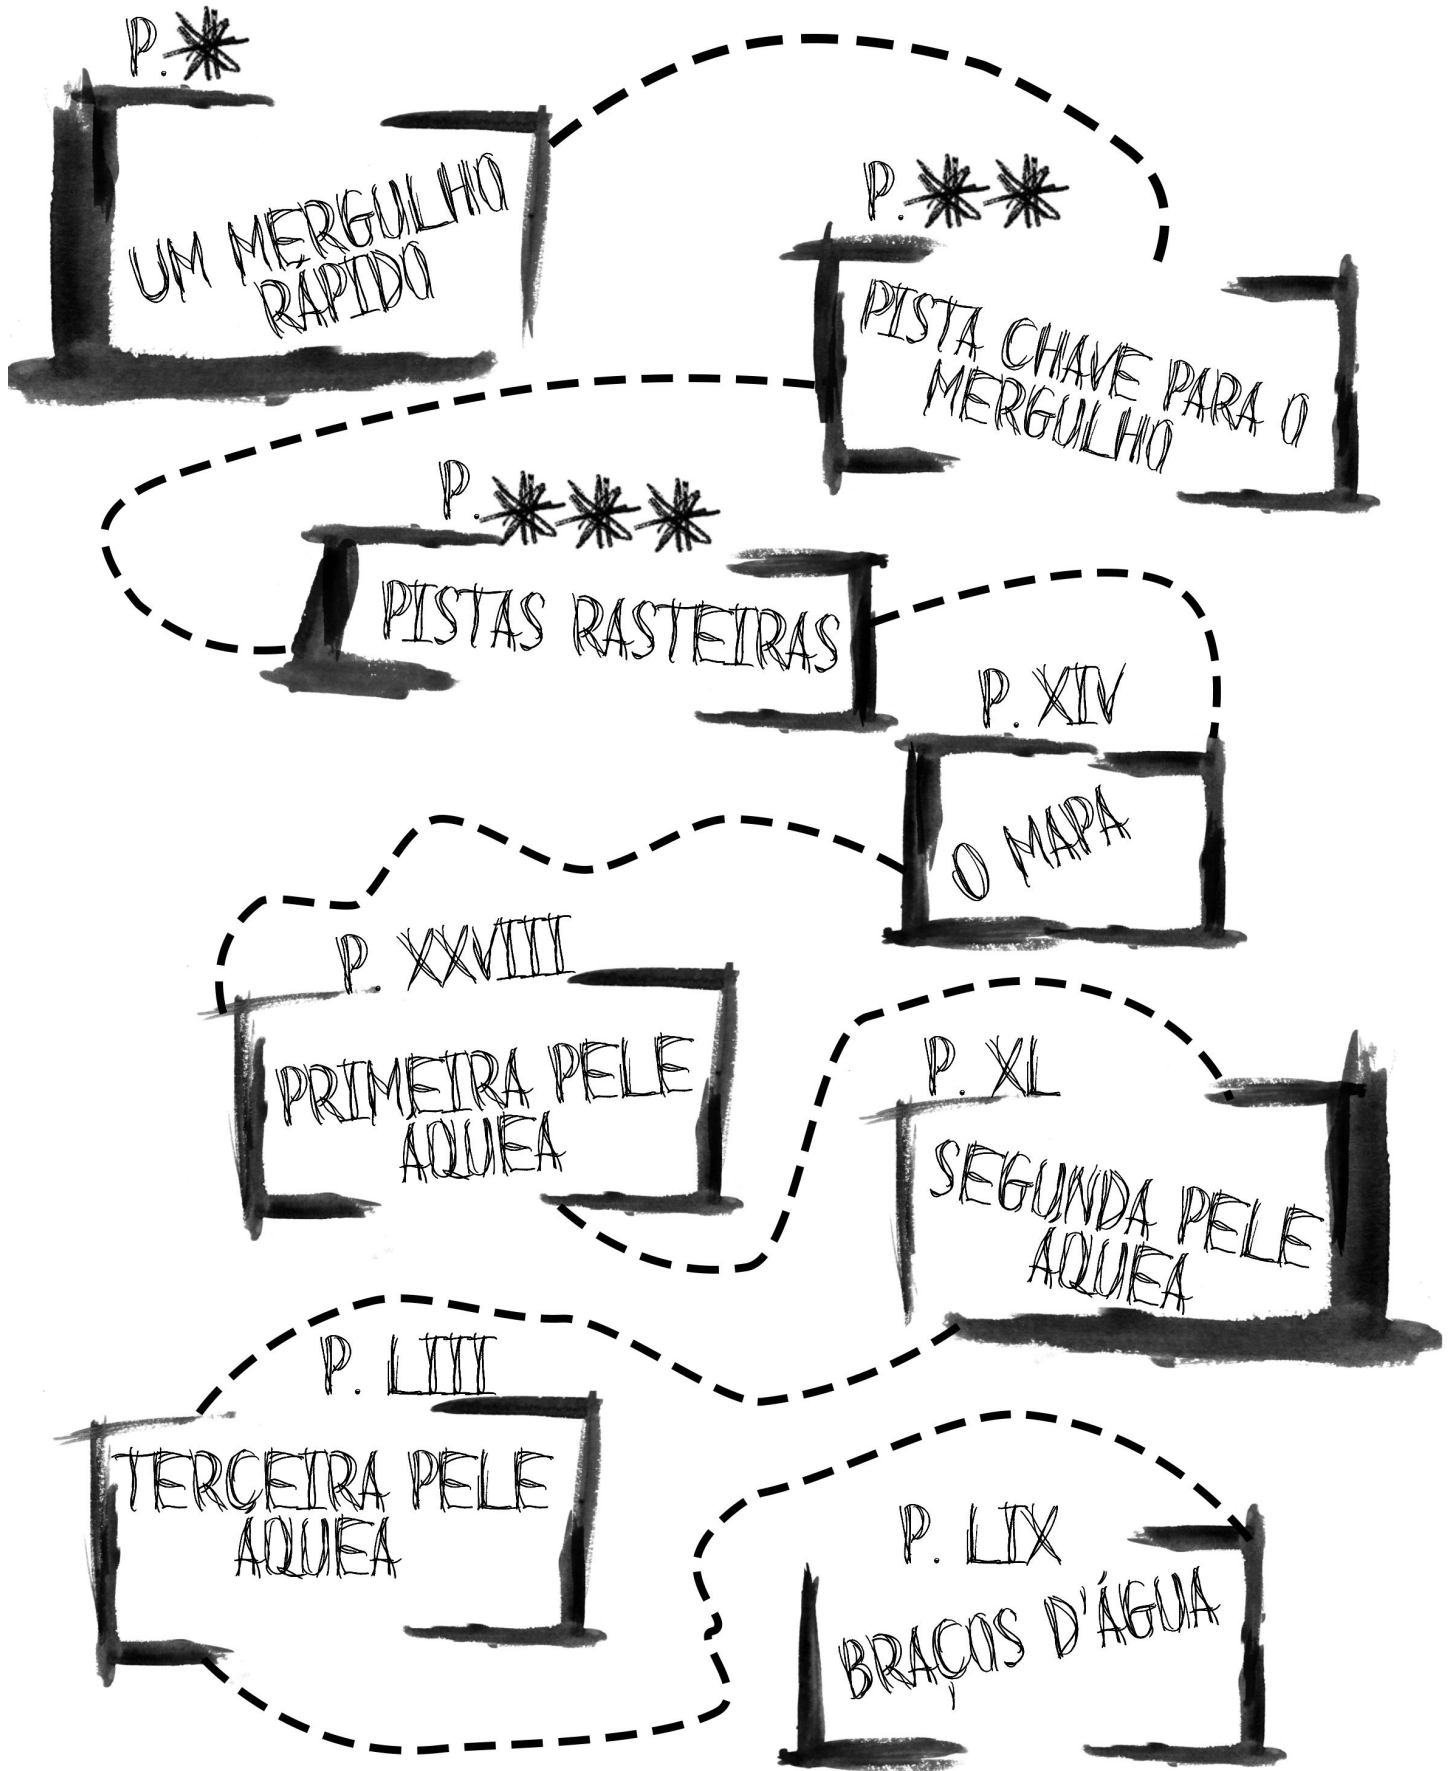 P. *
UM MERGULHO
RÁPIDO
P. **
PISTA CHAVE PARA O
MERGULHO
P. ***
PISTAS RASTEIRAS
P. XIV
O MAPA
P. XXVIII
PRIMEIRA PELE
AQUEA
P. XL
SEGUNDA PELE
AQUEA
P. LIII
TERCEIRA PELE
AQUEA
P. LIX
BRAÇOS D'ÁGUA